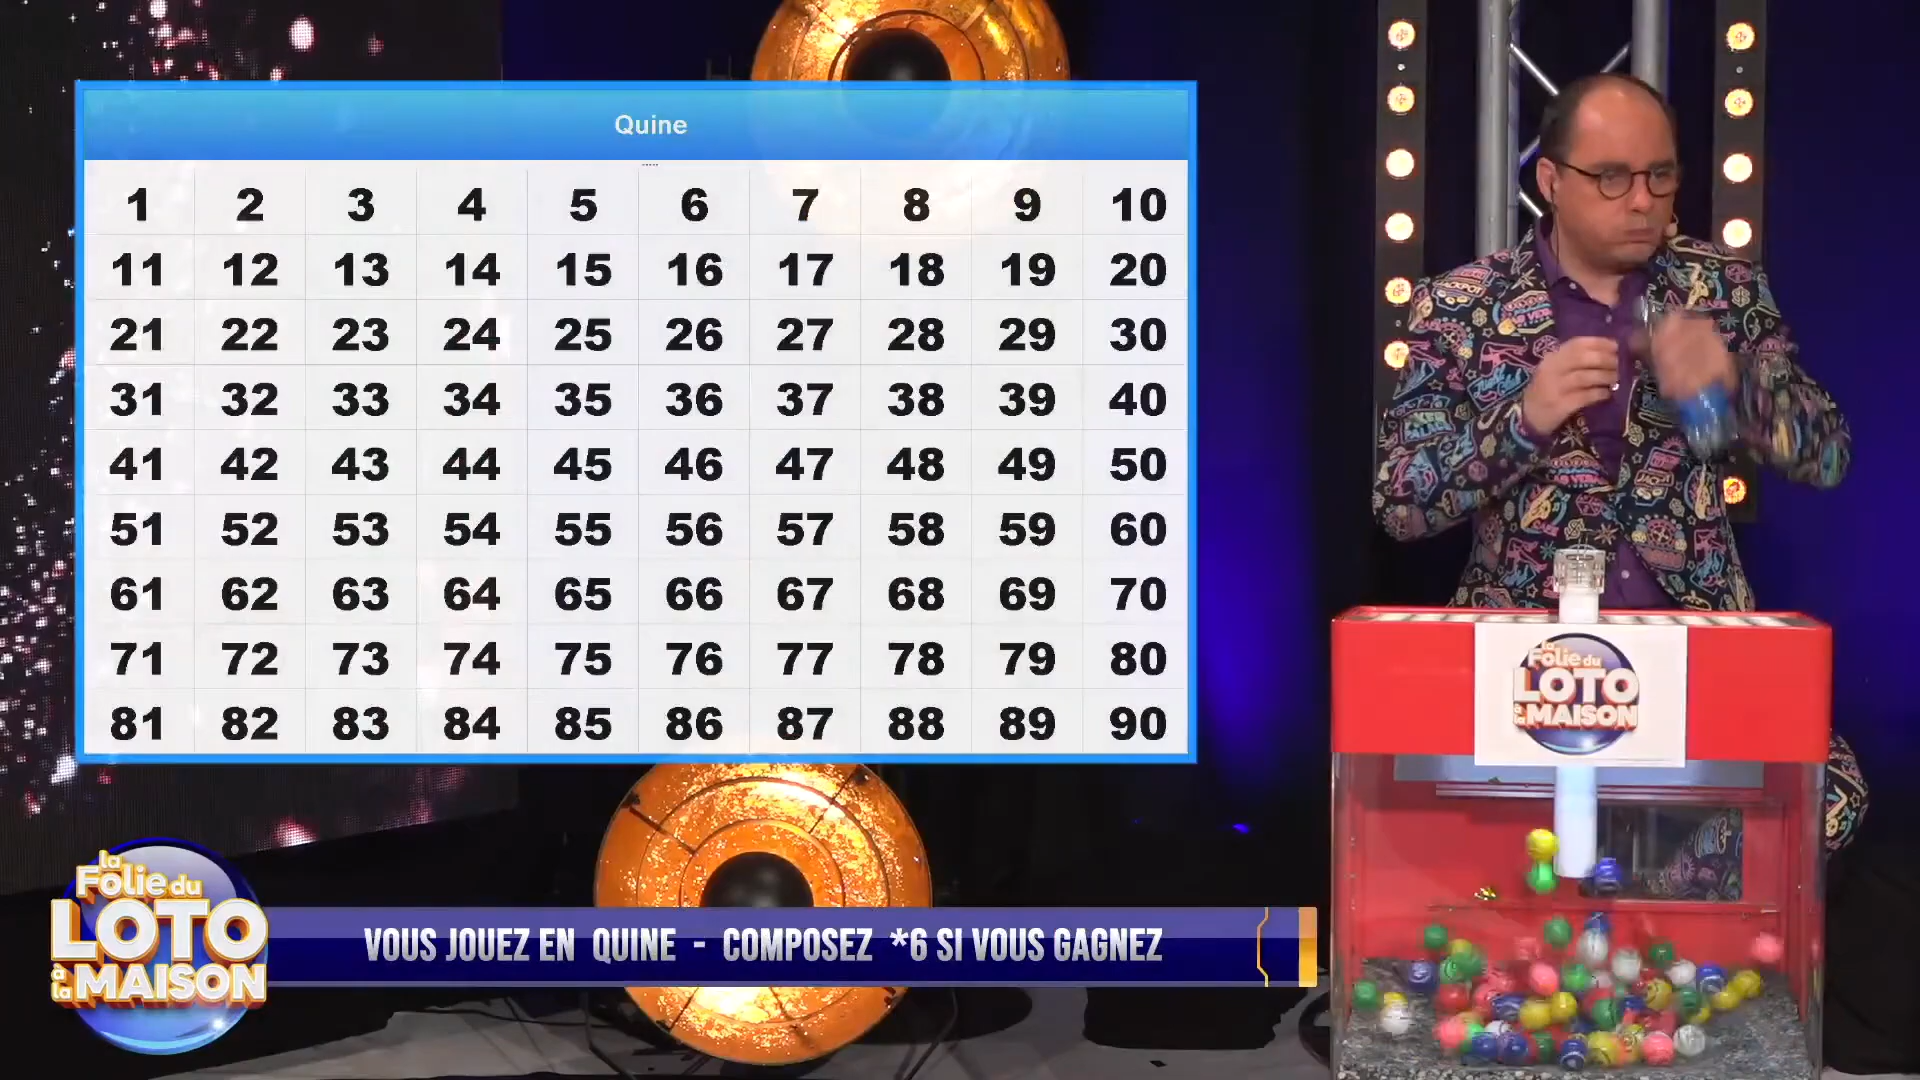 Quine
1 2 3 4 5 6 7 8 9 10
11 12 13 14 15 16 17 18 19 20
21 22 23 24 25 26 27 28 29 30
31 32 33 34 35 36 37 38 39 40
41 42 43 44 45 46 47 48 49 50
51 52 53 54 55 56 57 58 59 60
61 62 63 64 65 66 67 68 69 70
71 72 73 74 75 76 77 78 79 80
81 82 83 84 85 86 87 88 89 90
JACKPOT
la
Folie du
LOTO
à la
MAISON
la
Folie du
LOTO
à la
MAISON
VOUS JOUEZ EN QUINE - COMPOSEZ *6 SI VOUS GAGNEZ